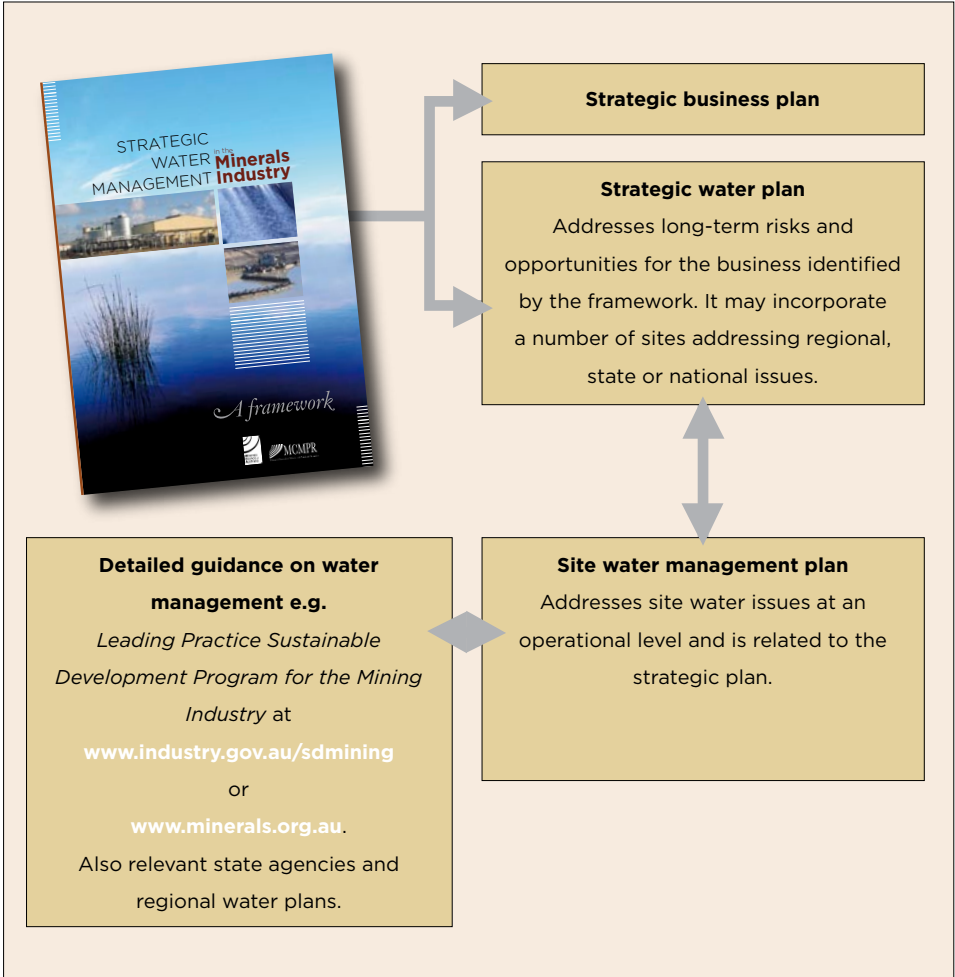 STRATEGIC
WATER
MANAGEMENT
in the
Minerals
Industry
A framework
MCMPR
Strategic business plan
Strategic water plan
Addresses long-term risks and
opportunities for the business identified
by the framework. It may incorporate
a number of sites addressing regional,
state or national issues.
Detailed guidance on water
management e.g.
Leading Practice Sustainable
Development Program for the Mining
Industry at
www.industry.gov.au/sdmining
or
www.minerals.org.au.
Also relevant state agencies and
regional water plans.
Site water management plan
Addresses site water issues at an
operational level and is related to the
strategic plan.